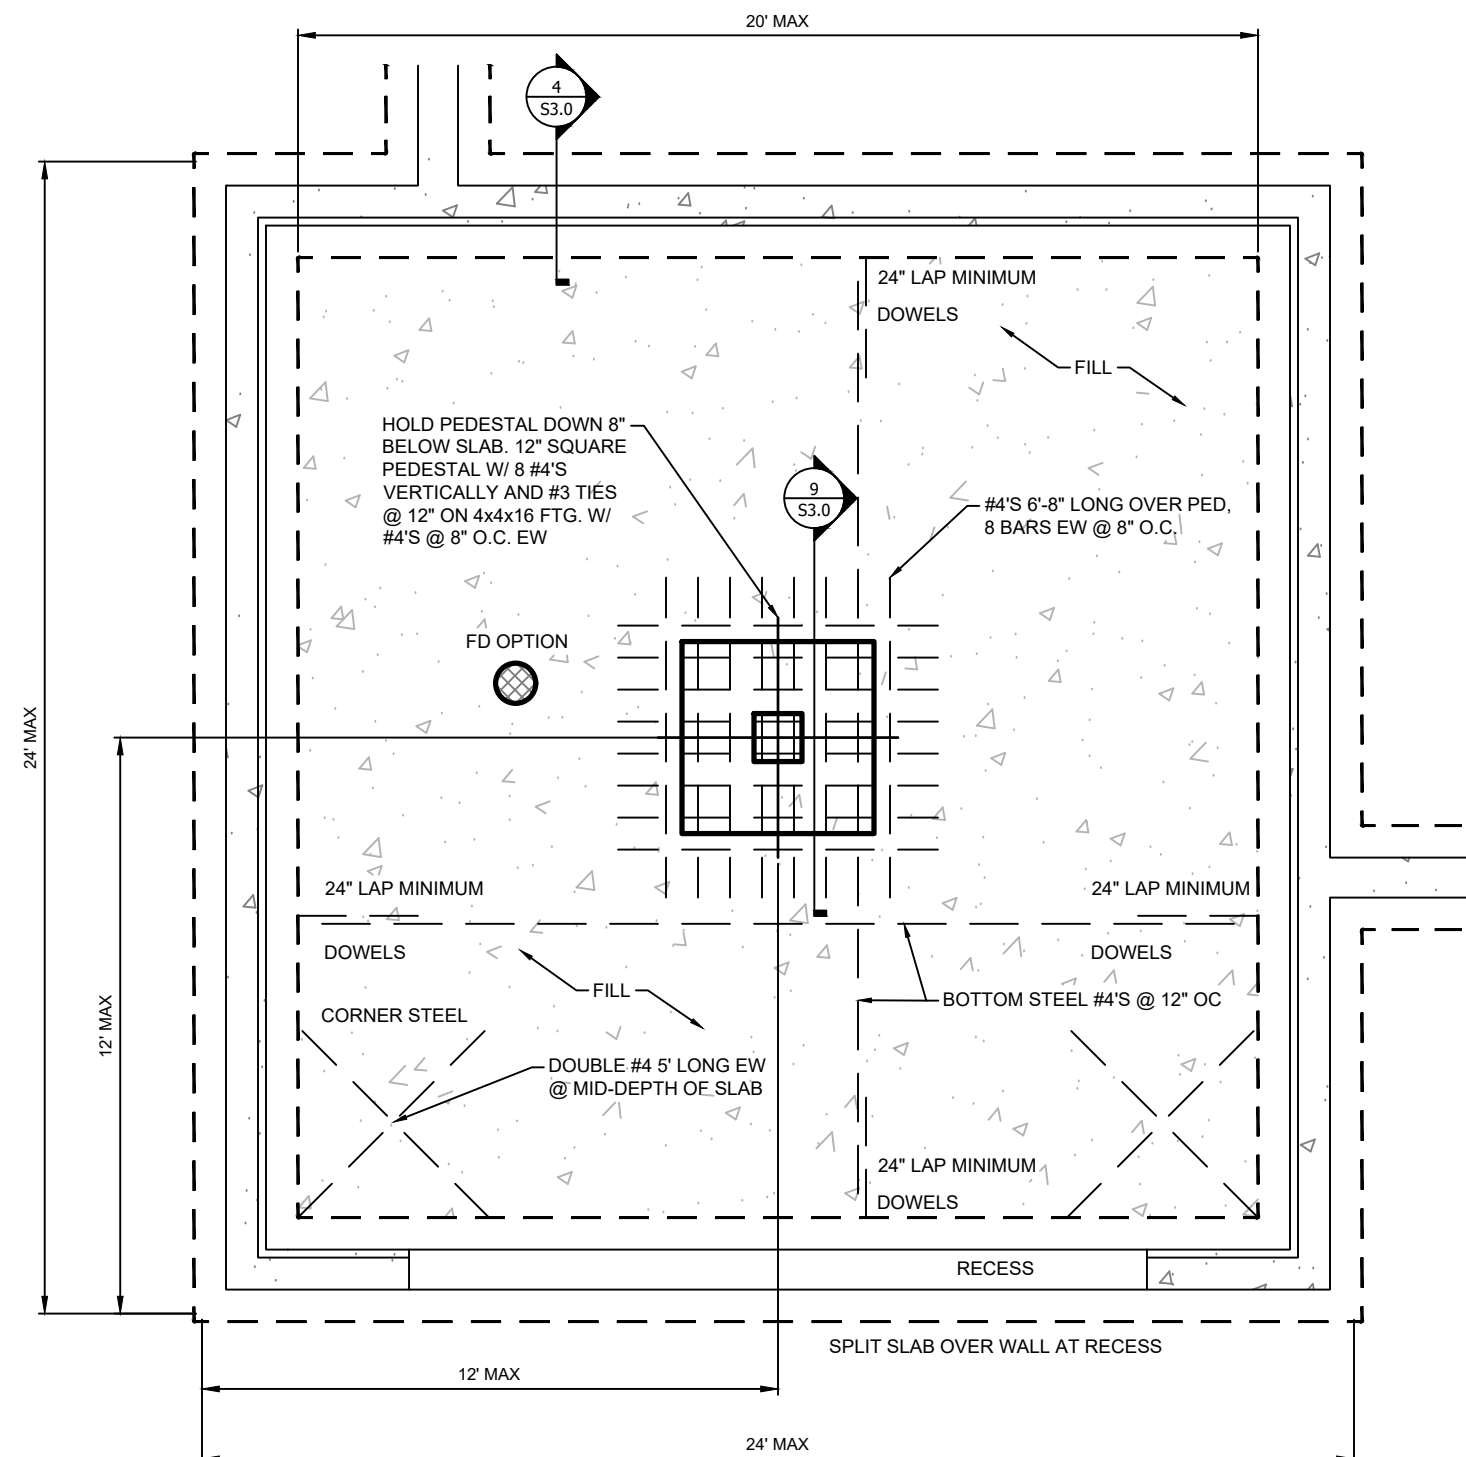 20' MAX
4
S3.0
24" LAP MINIMUM
DOWELS
FILL
HOLD PEDESTAL DOWN 8"
BELOW SLAB. 12" SQUARE
PEDESTAL W/ 8 #4'S
VERTICALLY AND #3 TIES
@ 12" ON 4x4x16 FTG. W/
#4'S @ 8" O.C. EW
9
S3.0
#4'S 6'-8" LONG OVER PED,
8 BARS EW @ 8" O.C.
FD OPTION
24' MAX
24" LAP MINIMUM
24" LAP MINIMUM
DOWELS
DOWELS
FILL
BOTTOM STEEL #4'S @ 12" OC
CORNER STEEL
12' MAX
DOUBLE #4 5' LONG EW
@ MID-DEPTH OF SLAB
24" LAP MINIMUM
DOWELS
RECESS
SPLIT SLAB OVER WALL AT RECESS
12' MAX
24' MAX